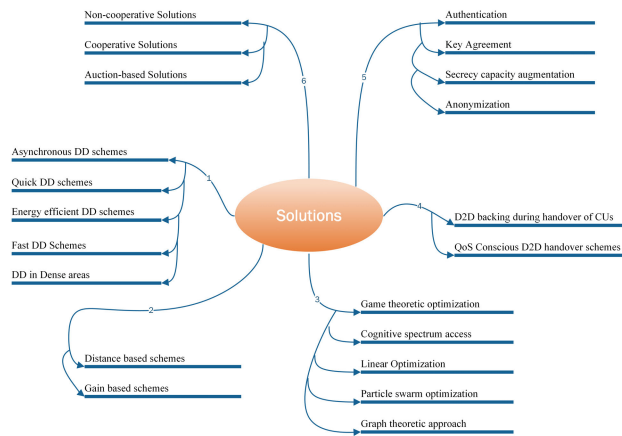 Non-cooperative Solutions
Cooperative Solutions
Auction-based Solutions
6
Authentication
Key Agreement
Secrecy capacity augmentation
Anonymization
5
Asynchronous DD schemes
Quick DD schemes
Energy efficient DD schemes
Fast DD Schemes
DD in Dense areas
1
Solutions
4
D2D backing during handover of CUs
QoS Conscious D2D handover schemes
2
Distance based schemes
Gain based schemes
3
Game theoretic optimization
Cognitive spectrum access
Linear Optimization
Particle swarm optimization
Graph theoretic approach